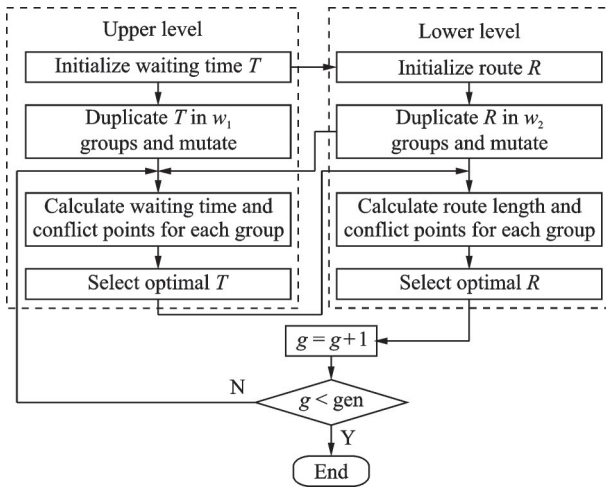 Upper level
Lower level
Initialize waiting time T
Initialize route R
Duplicate T in w₁
groups and mutate
Duplicate R in w₂
groups and mutate
Calculate waiting time and
conflict points for each group
Calculate route length and
conflict points for each group
Select optimal T
Select optimal R
g = g+1
N
g < gen
Y
End